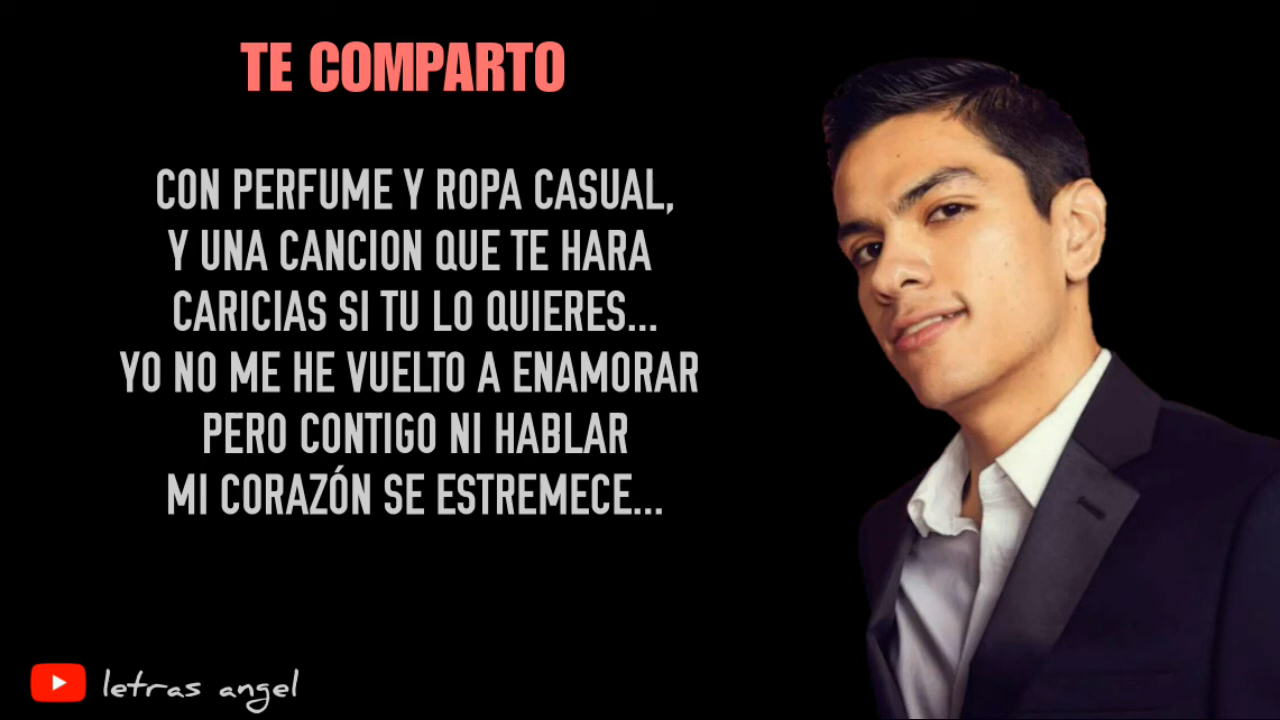 TE COMPARTO
CON PERFUME Y ROPA CASUAL,
Y UNA CANCION QUE TE HARA
CARICIAS SI TU LO QUIERES...
YO NO ME HE VUELTO A ENAMORAR
PERO CONTIGO NI HABLAR
MI CORAZÓN SE ESTREMECE...
letras angel